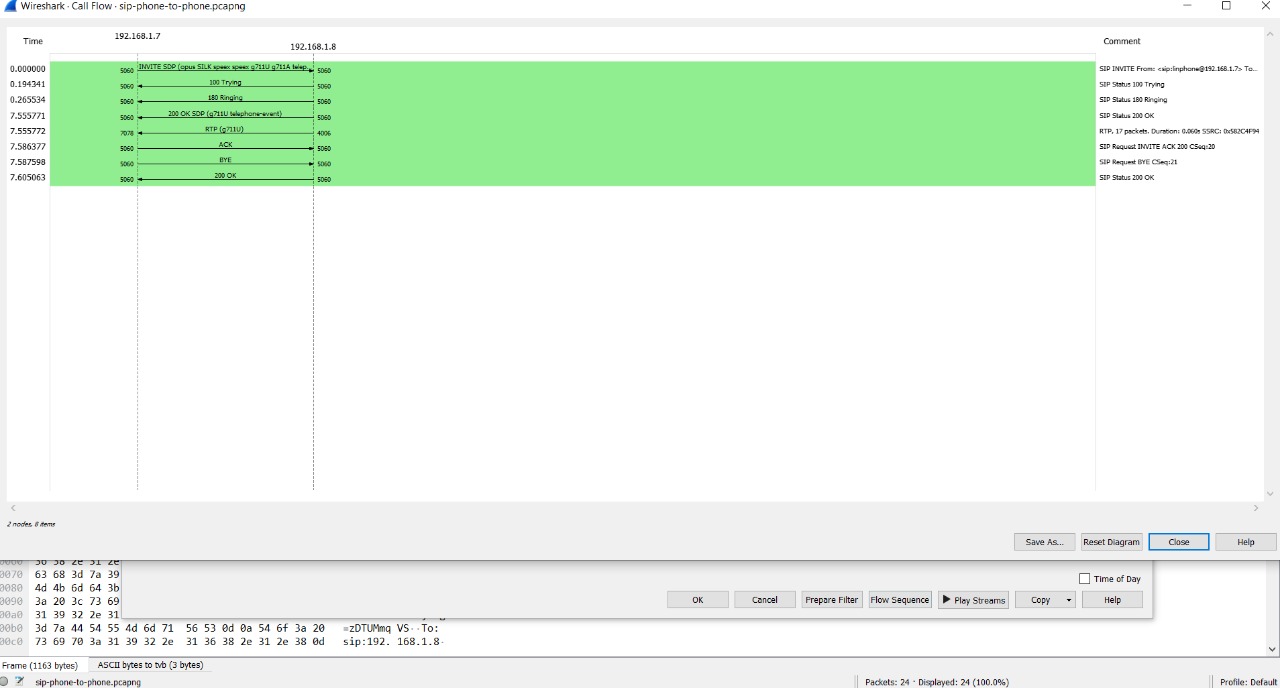 Wireshark · Call Flow · sip-phone-to-phone.pcapng
Time 192.168.1.7 192.168.1.8 Comment
0.000000 5060 INVITE SDP (opus SILK speex speex g711U g711A telep... 5060 SIP INVITE From: <sip:linphone@192.168.1.7> To...
0.194341 5060 100 Trying 5060 SIP Status 100 Trying
0.265534 5060 180 Ringing 5060 SIP Status 180 Ringing
7.555771 5060 200 OK SDP (g711U telephone-event) 5060 SIP Status 200 OK
7.555772 7078 RTP (g711U) 4006 RTP, 17 packets. Duration: 0.060s SSRC: 0x582C4F94
7.586377 5060 ACK 5060 SIP Request INVITE ACK 200 CSeq:20
7.587598 5060 BYE 5060 SIP Request BYE CSeq:21
7.605063 5060 200 OK 5060 SIP Status 200 OK
2 nodes, 8 items
Save As... Reset Diagram Close Help
0070 63 68 3d 7a 39
Time of Day
0080 4d 4b 6d 64 3b
0090 3a 20 3c 73 69
OK Cancel Prepare Filter Flow Sequence Play Streams Copy Help
00a0 31 39 32 2e 31
00b0 3d 7a 44 54 55 4d 6d 71 56 53 0d 0a 54 6f 3a 20 =zDTUMmq VS··To:
00c0 73 69 70 3a 31 39 32 2e 31 36 38 2e 31 2e 38 0d sip:192. 168.1.8·
Frame (1163 bytes) ASCII bytes to tvb (3 bytes)
sip-phone-to-phone.pcapng Packets: 24 · Displayed: 24 (100.0%) Profile: Default